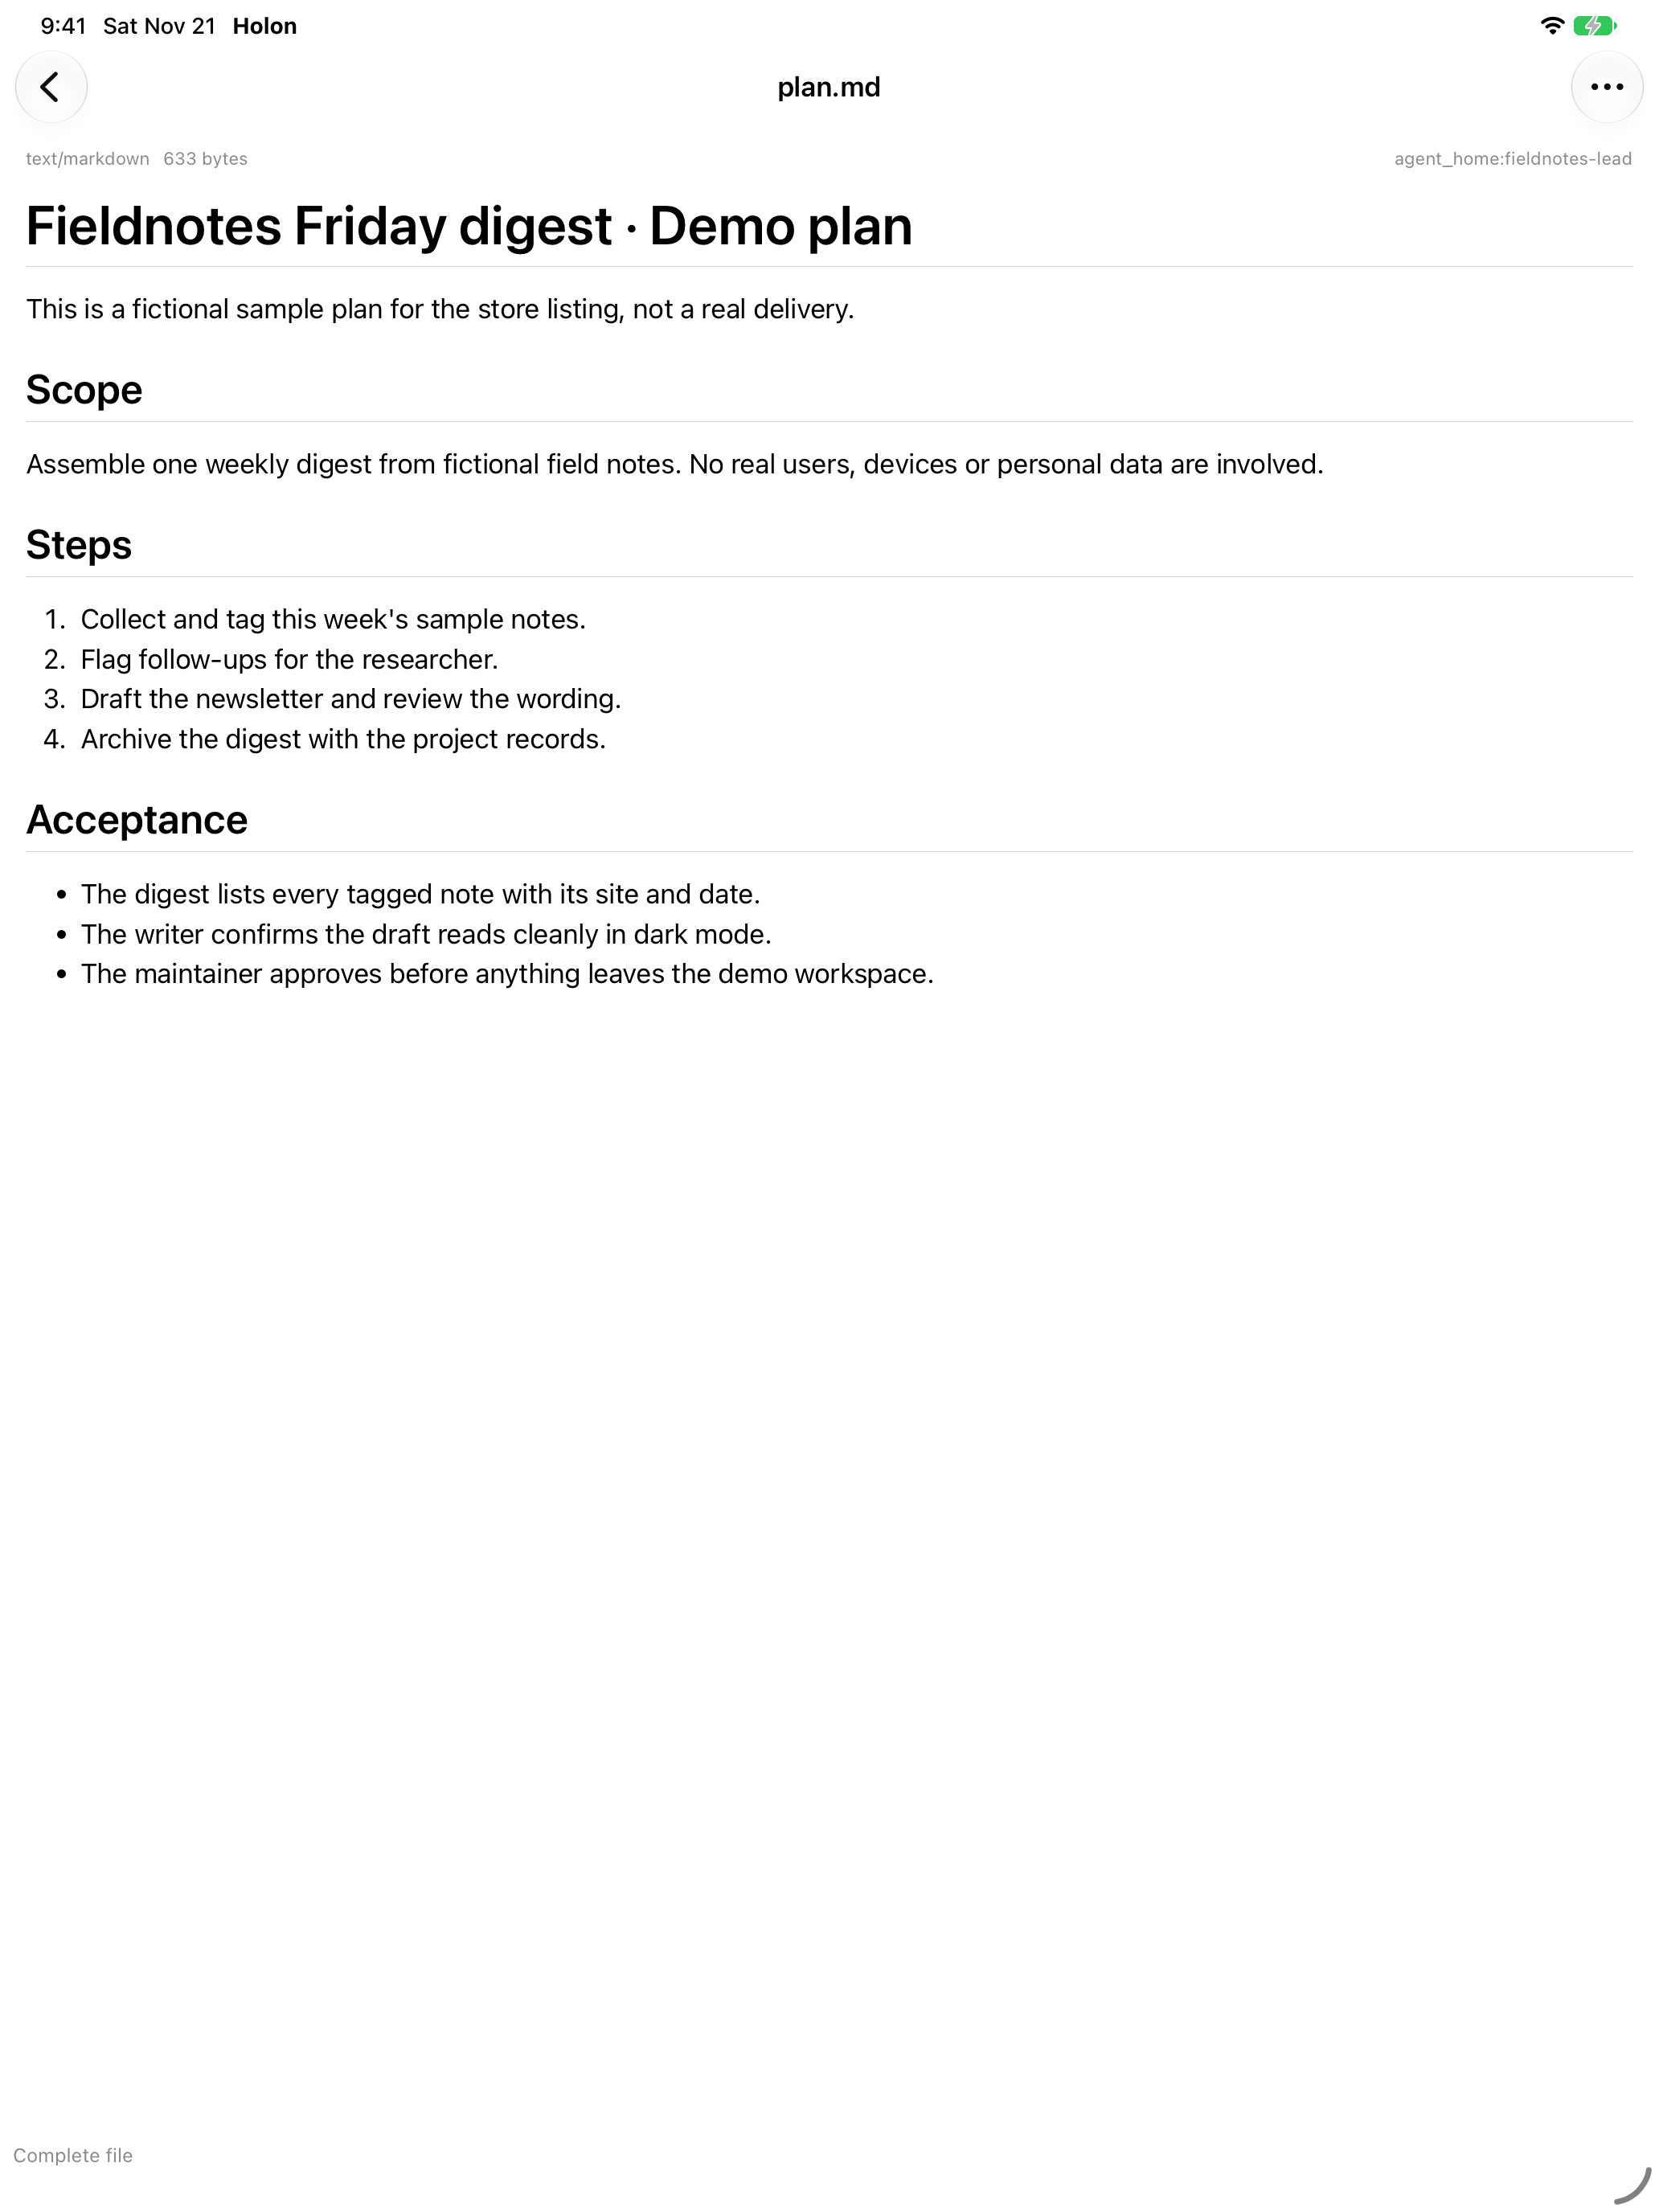 9:41 Sat Nov 21 Holon
plan.md
text/markdown 633 bytes
agent_home:fieldnotes-lead
Fieldnotes Friday digest · Demo plan
This is a fictional sample plan for the store listing, not a real delivery.
Scope
Assemble one weekly digest from fictional field notes. No real users, devices or personal data are involved.
Steps
1. Collect and tag this week's sample notes.
2. Flag follow-ups for the researcher.
3. Draft the newsletter and review the wording.
4. Archive the digest with the project records.
Acceptance
• The digest lists every tagged note with its site and date.
• The writer confirms the draft reads cleanly in dark mode.
• The maintainer approves before anything leaves the demo workspace.
Complete file